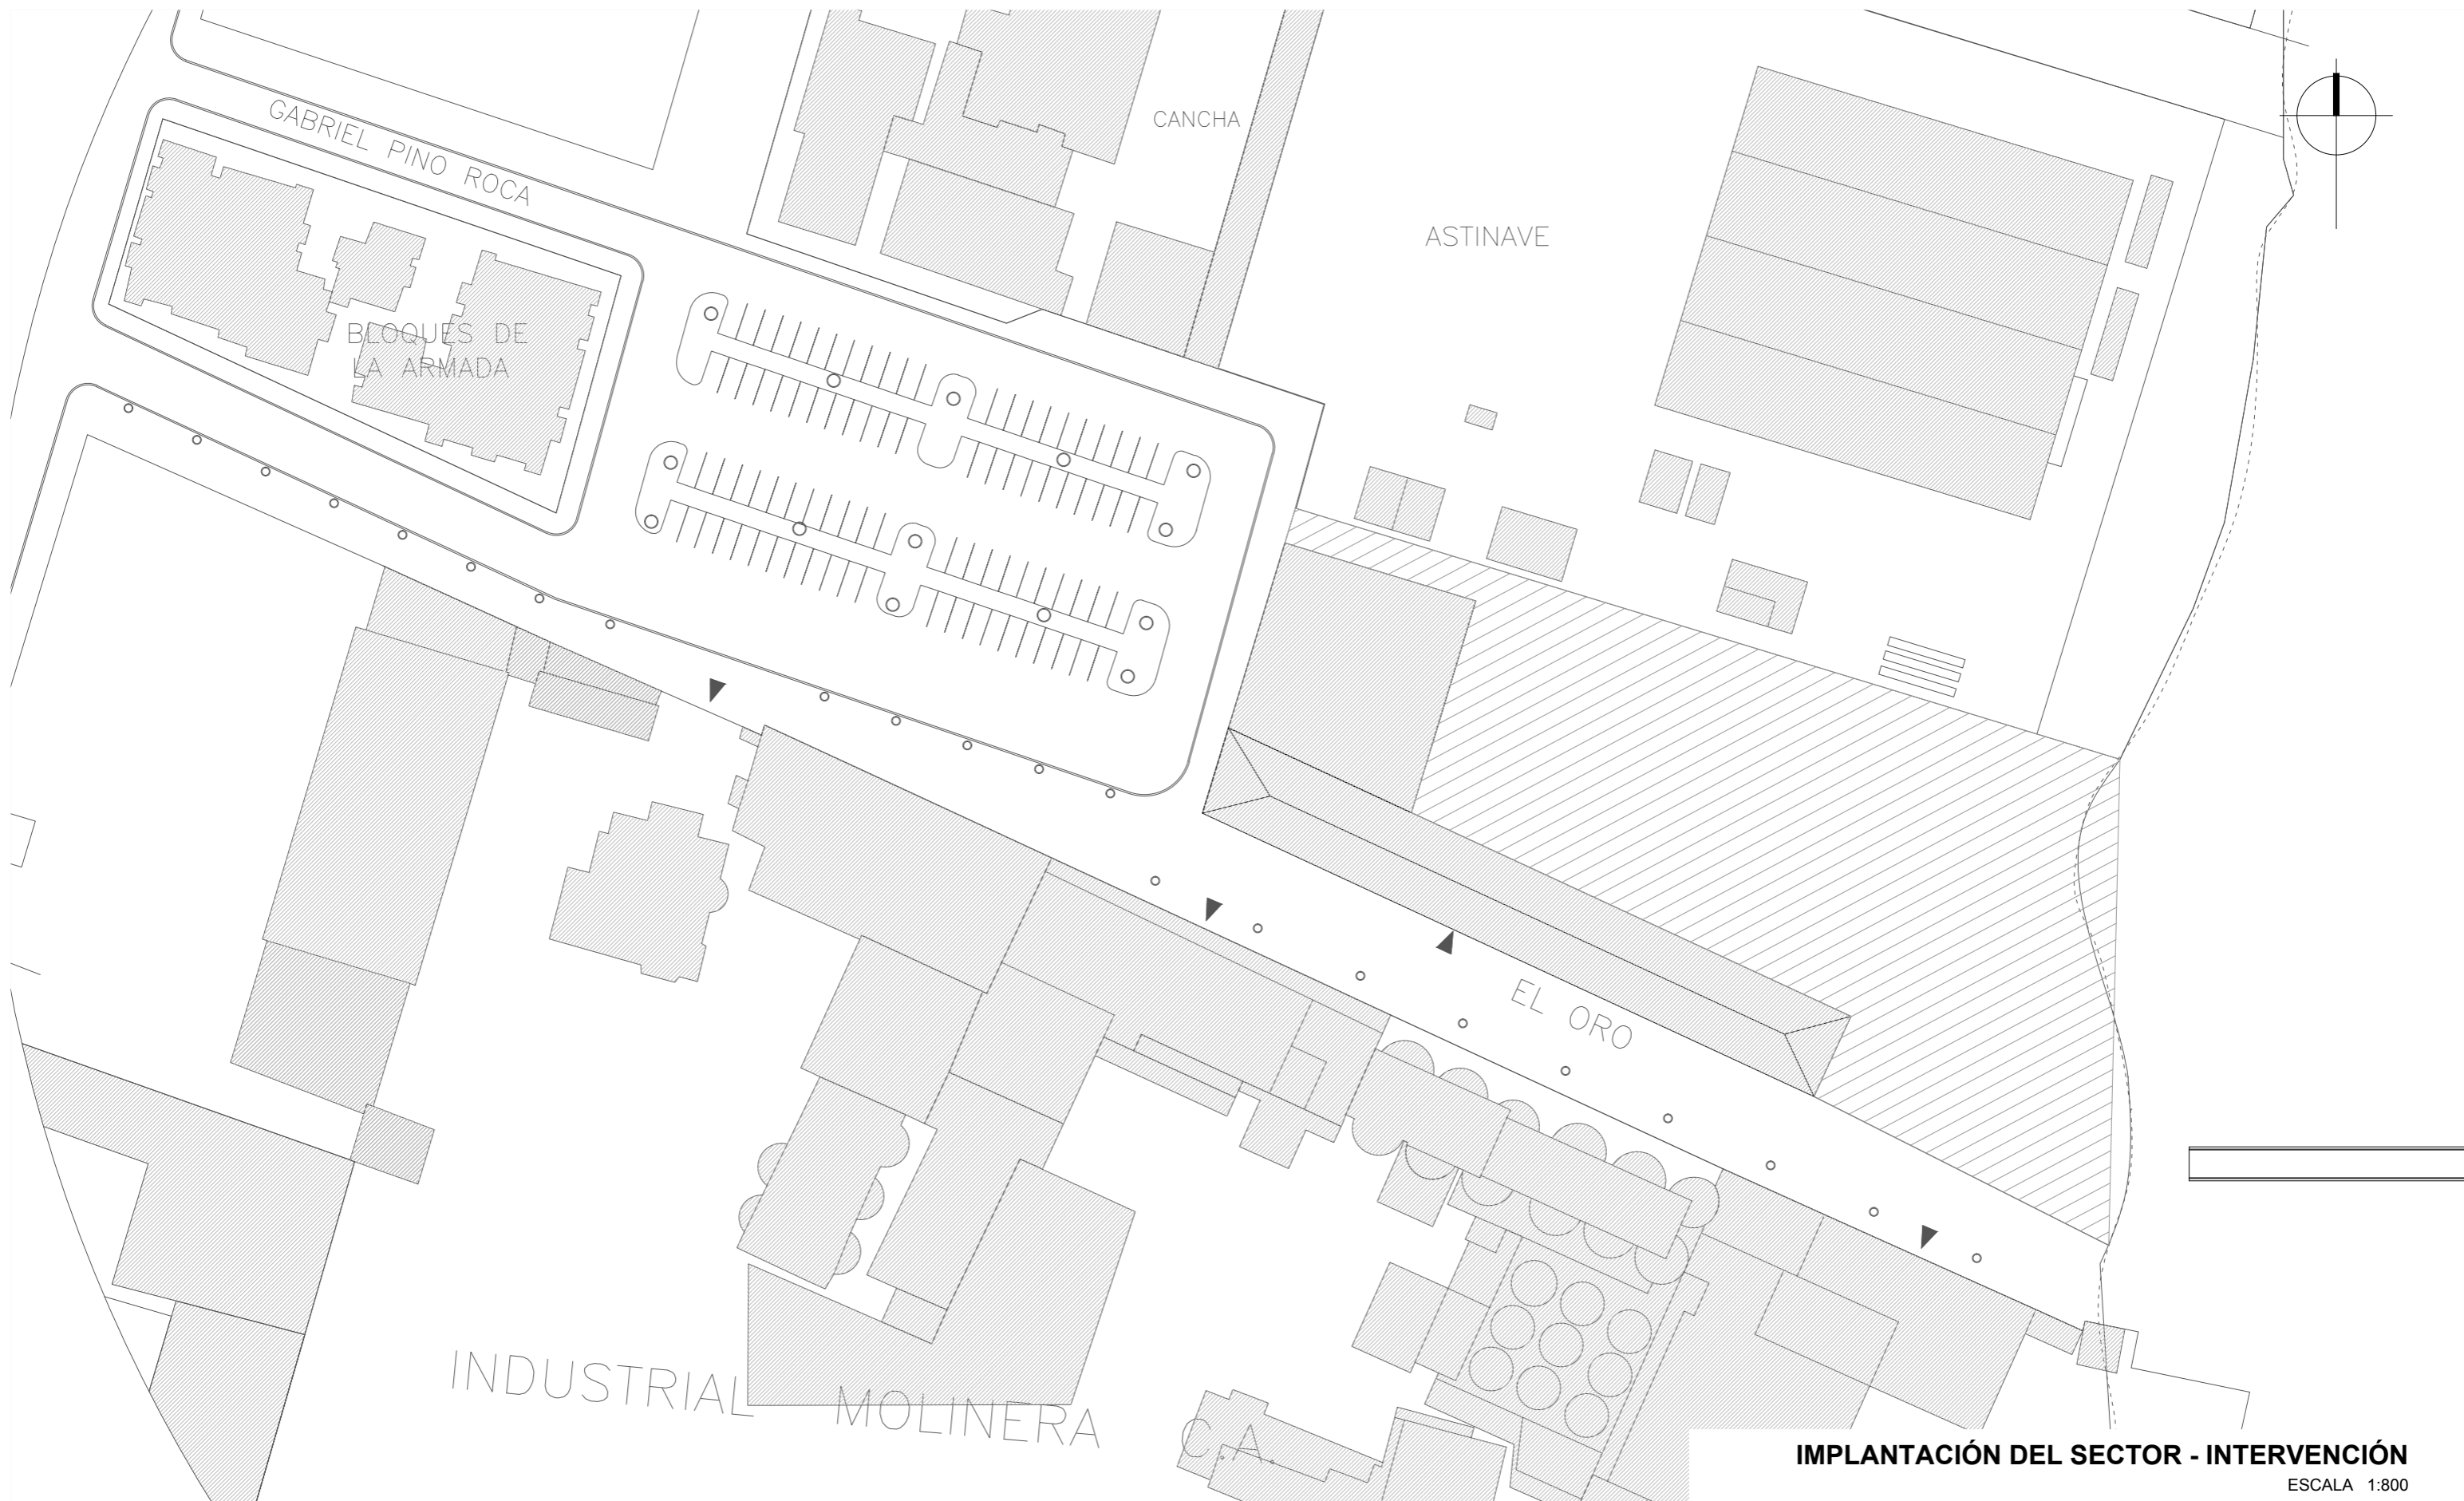 GABRIEL PINO ROCA
CANCHA
ASTINAVE
BLOQUES DE
LA ARMADA
EL ORO
INDUSTRIAL MOLINERA C.A.
IMPLANTACIÓN DEL SECTOR - INTERVENCIÓN
ESCALA 1:800